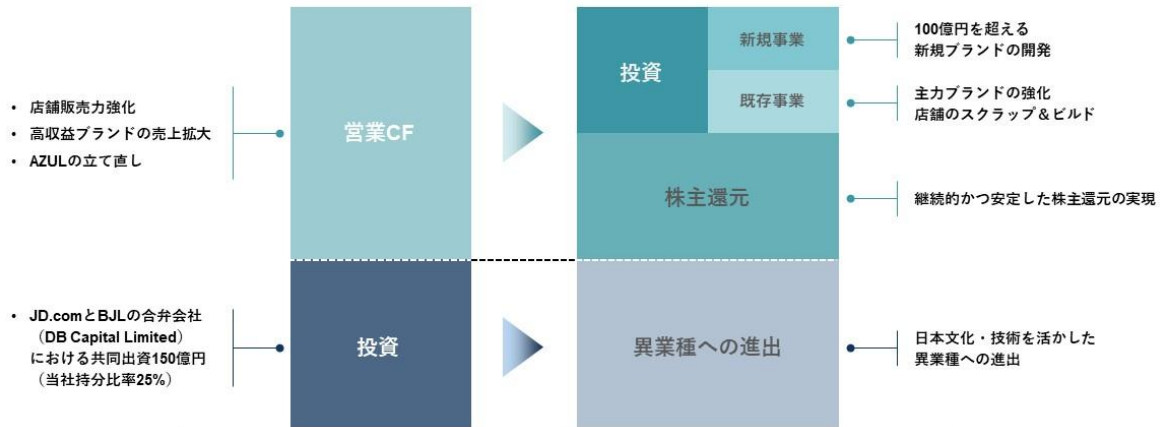 • 店舗販売力強化
• 高収益ブランドの売上拡大
• AZULの立て直し
営業CF
投資
新規事業
既存事業
100億円を超える
新規ブランドの開発
主力ブランドの強化
店舗のスクラップ＆ビルド
株主還元
継続的かつ安定した株主還元の実現
• JD.comとBJLの合弁会社
（DB Capital Limited）
における共同出資150億円
（当社持分比率25%）
投資
異業種への進出
日本文化・技術を活かした
異業種への進出